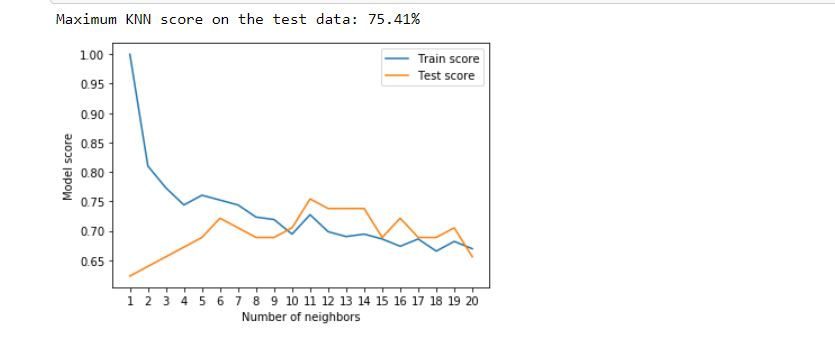 Maximum KNN score on the test data: 75.41%
Train score
Test score
1.00
0.95
0.90
0.85
0.80
0.75
0.70
0.65
Model score
1 2 3 4 5 6 7 8 9 10 11 12 13 14 15 16 17 18 19 20
Number of neighbors